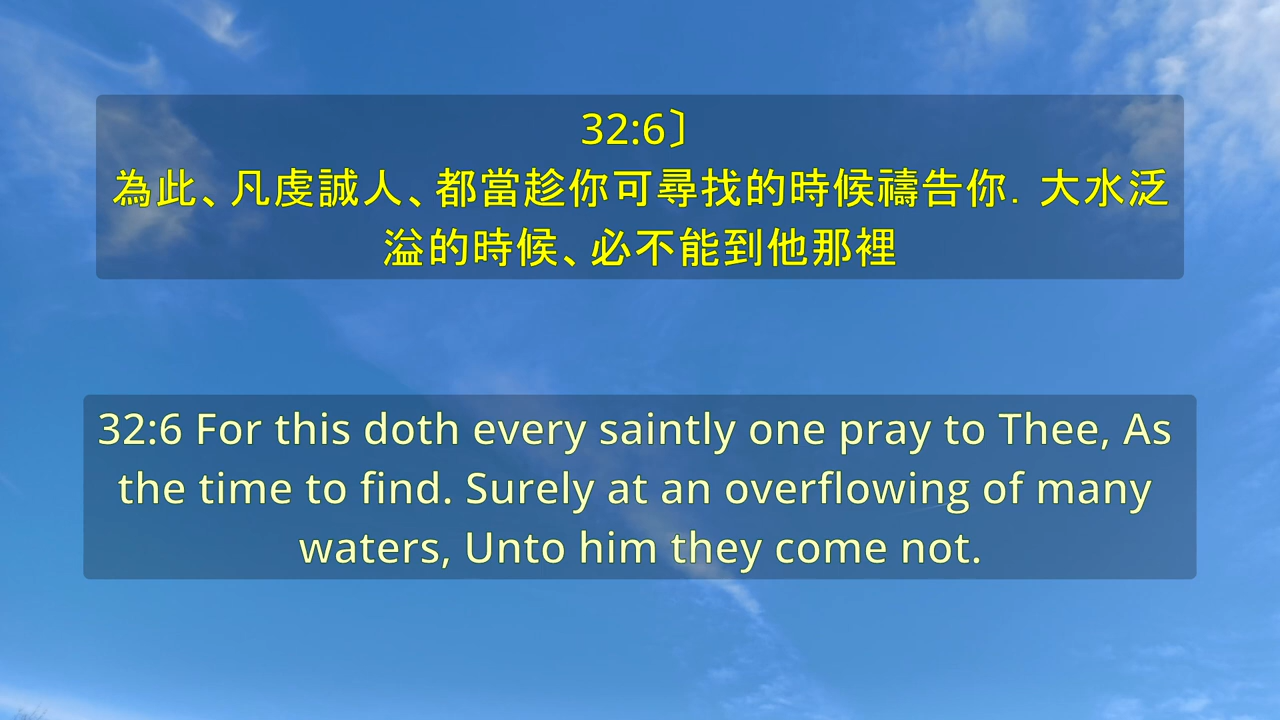 32:6〕
為此、凡虔誠人、都當趁你可尋找的時候禱告你．大水泛
溢的時候、必不能到他那裡
32:6 For this doth every saintly one pray to Thee, As
the time to find. Surely at an overflowing of many
waters, Unto him they come not.